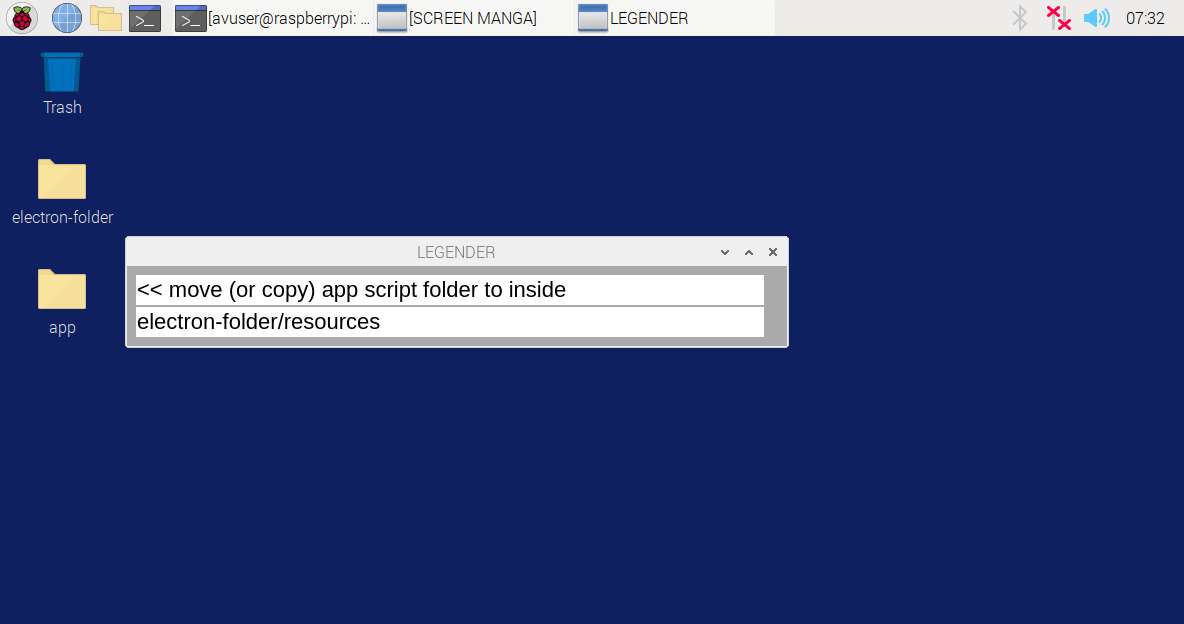 [avuser@raspberrypi: ... [SCREEN MANGA] LEGENDER 07:32
Trash
electron-folder
app
LEGENDER
<< move (or copy) app script folder to inside
electron-folder/resources